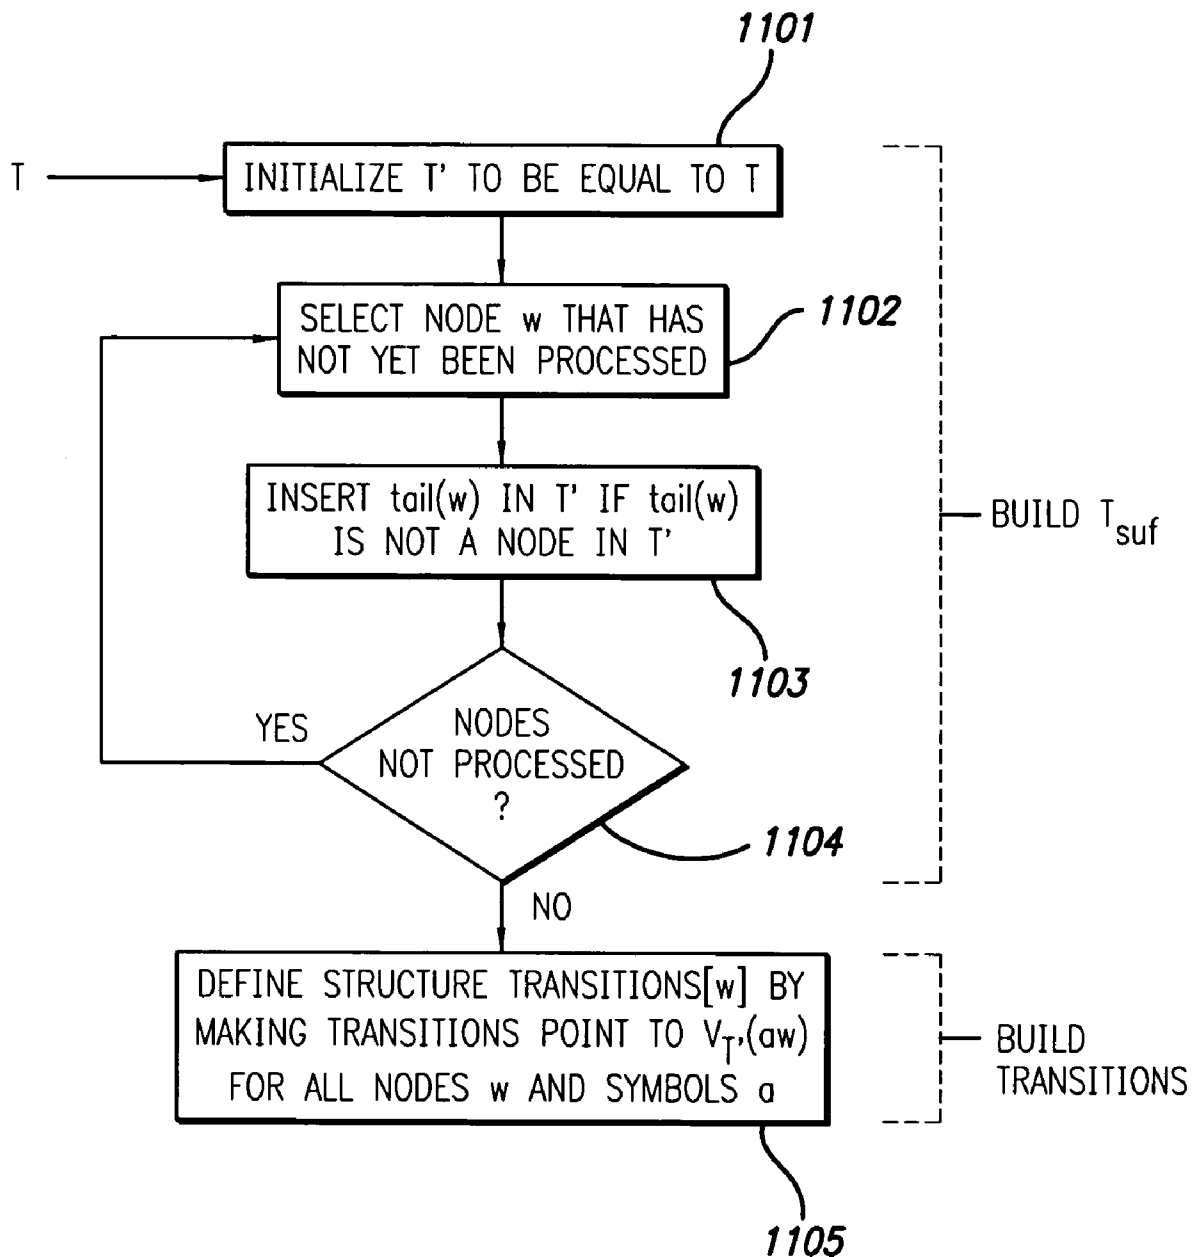 1101
T
INITIALIZE T' TO BE EQUAL TO T
SELECT NODE w THAT HAS
NOT YET BEEN PROCESSED
1102
INSERT tail(w) IN T' IF tail(w)
IS NOT A NODE IN T'
1103
BUILD Tsuf
YES
NODES
NOT PROCESSED
?
1104
NO
DEFINE STRUCTURE TRANSITIONS[w] BY
MAKING TRANSITIONS POINT TO VT'(aw)
FOR ALL NODES w AND SYMBOLS a
BUILD
TRANSITIONS
1105